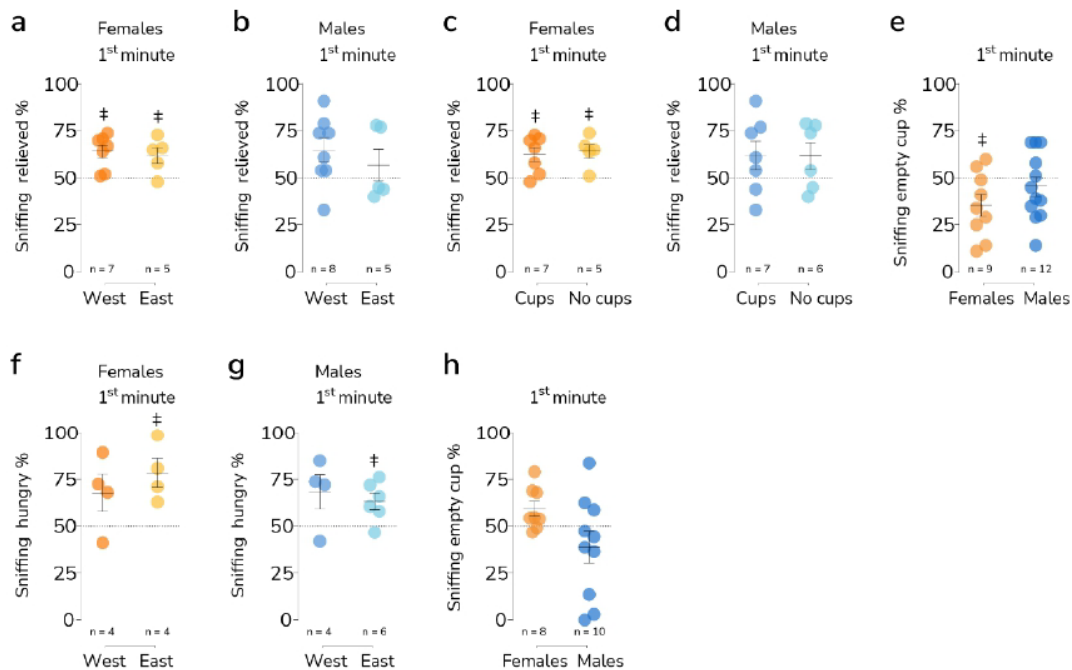 a
Females
1st minute
Sniffing relieved %
100
75
50
25
0
‡
‡
n = 7
n = 5
West
East
b
Males
1st minute
Sniffing relieved %
100
75
50
25
0
n = 8
n = 5
West
East
c
Females
1st minute
Sniffing relieved %
100
75
50
25
0
‡
‡
n = 7
n = 5
Cups
No cups
d
Males
1st minute
Sniffing relieved %
100
75
50
25
0
n = 7
n = 6
Cups
No cups
e
1st minute
Sniffing empty cup %
100
75
50
25
0
‡
n = 9
n = 12
Females
Males
f
Females
1st minute
Sniffing hungry %
100
75
50
25
0
‡
n = 4
n = 4
West
East
g
Males
1st minute
Sniffing hungry %
100
75
50
25
0
‡
n = 4
n = 6
West
East
h
1st minute
Sniffing empty cup %
100
75
50
25
0
n = 8
n = 10
Females
Males